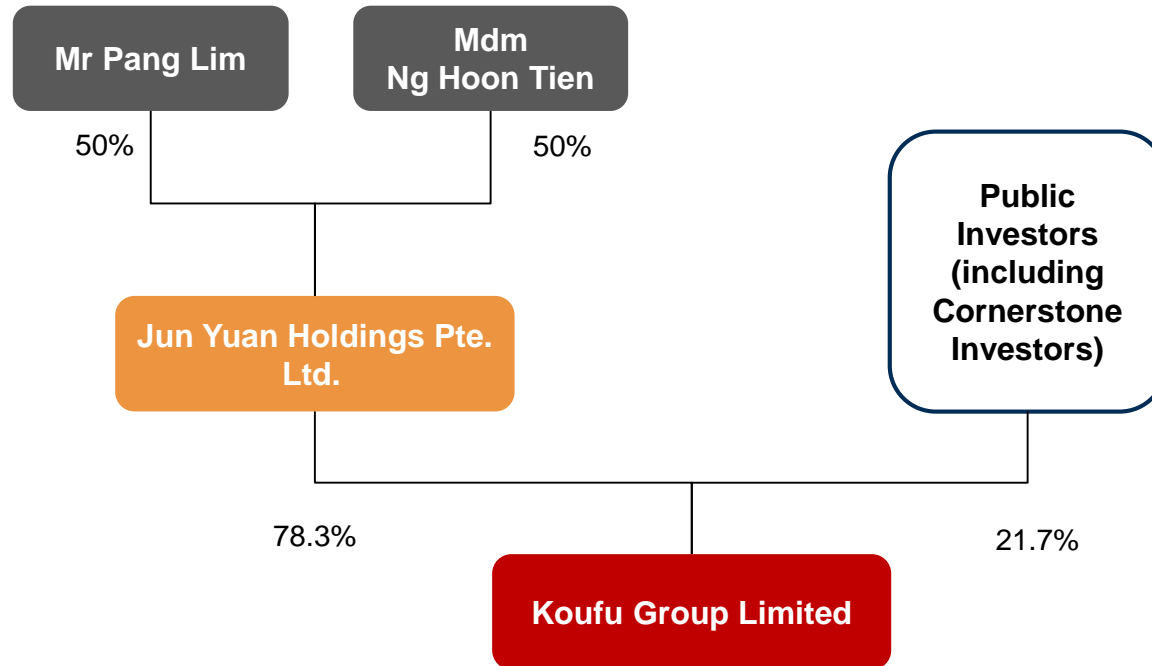 Mr Pang Lim
Mdm
Ng Hoon Tien
50%
50%
Public
Investors
(including
Cornerstone
Investors)
Jun Yuan Holdings Pte.
Ltd.
78.3%
21.7%
Koufu Group Limited